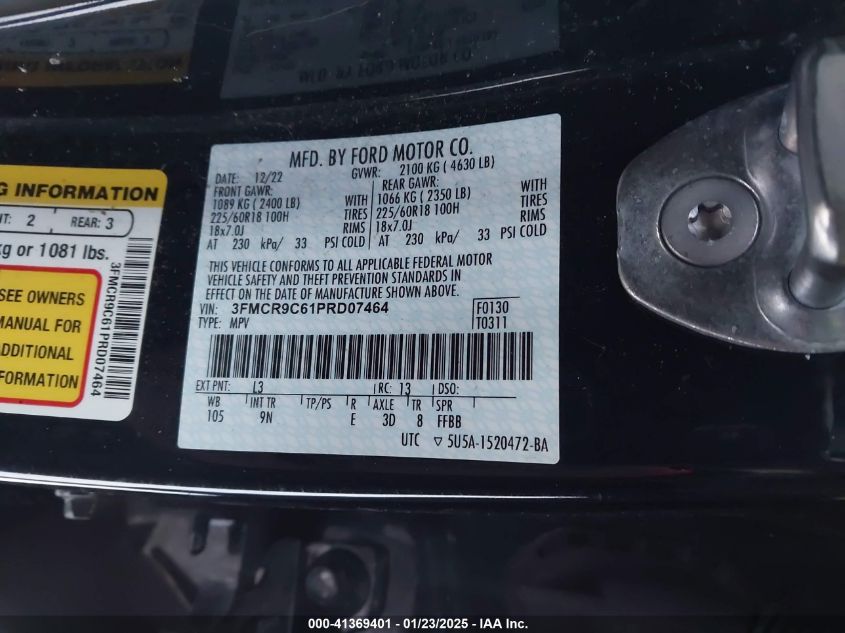 MFD. BY FORD MOTOR CO.
DATE: 12/22
GVWR: 2100 KG ( 4630 LB)
FRONT GAWR:
1089 KG ( 2400 LB)
225/60R18 100H
18x7.0J
AT 230 kPa/ 33 PSI COLD
WITH
TIRES
RIMS
REAR GAWR:
1066 KG ( 2350 LB)
225/60R18 100H
18x7.0J
AT 230 kPa/ 33 PSI COLD
WITH
TIRES
RIMS
THIS VEHICLE CONFORMS TO ALL APPLICABLE FEDERAL MOTOR
VEHICLE SAFETY AND THEFT PREVENTION STANDARDS IN
EFFECT ON THE DATE OF MANUFACTURE SHOWN ABOVE.
VIN: 3FMCR9C61PRD07464
TYPE: MPV
F0130
T0311
EXT PNT: L3 RC: 13 DSO:
WB INT TR TP/PS R AXLE TR SPR
105 9N E 3D 8 FFBB
UTC ▽ 5U5A-1520472-BA
INFORMATION
2 REAR: 3
kg or 1081 lbs.
SEE OWNERS
MANUAL FOR
ADDITIONAL
INFORMATION
3FMCR9C61PRD07464
000-41369401 - 01/23/2025 - IAA Inc.